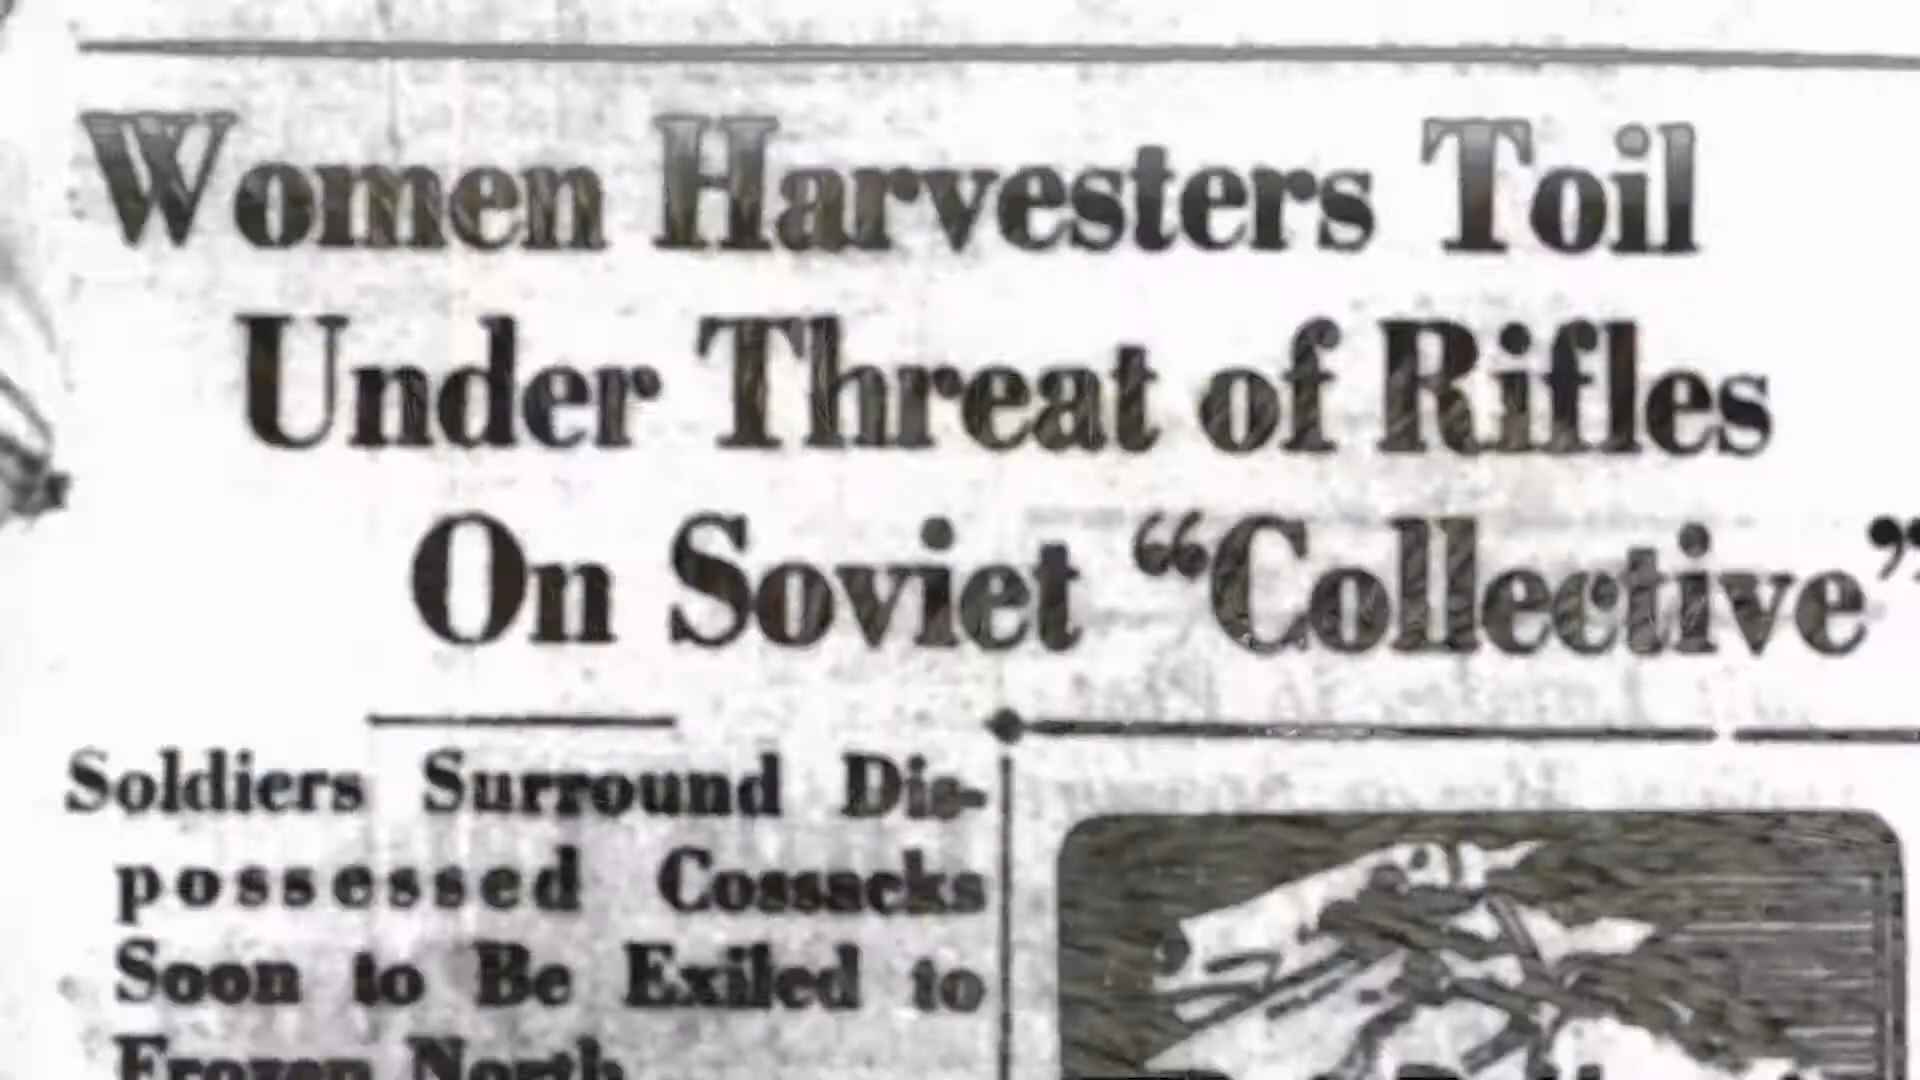 Women Harvesters Toil
Under Threat of Rifles
On Soviet “Collective”
Soldiers Surround Dis-
possessed Cossacks
Soon to Be Exiled to
Frozen North